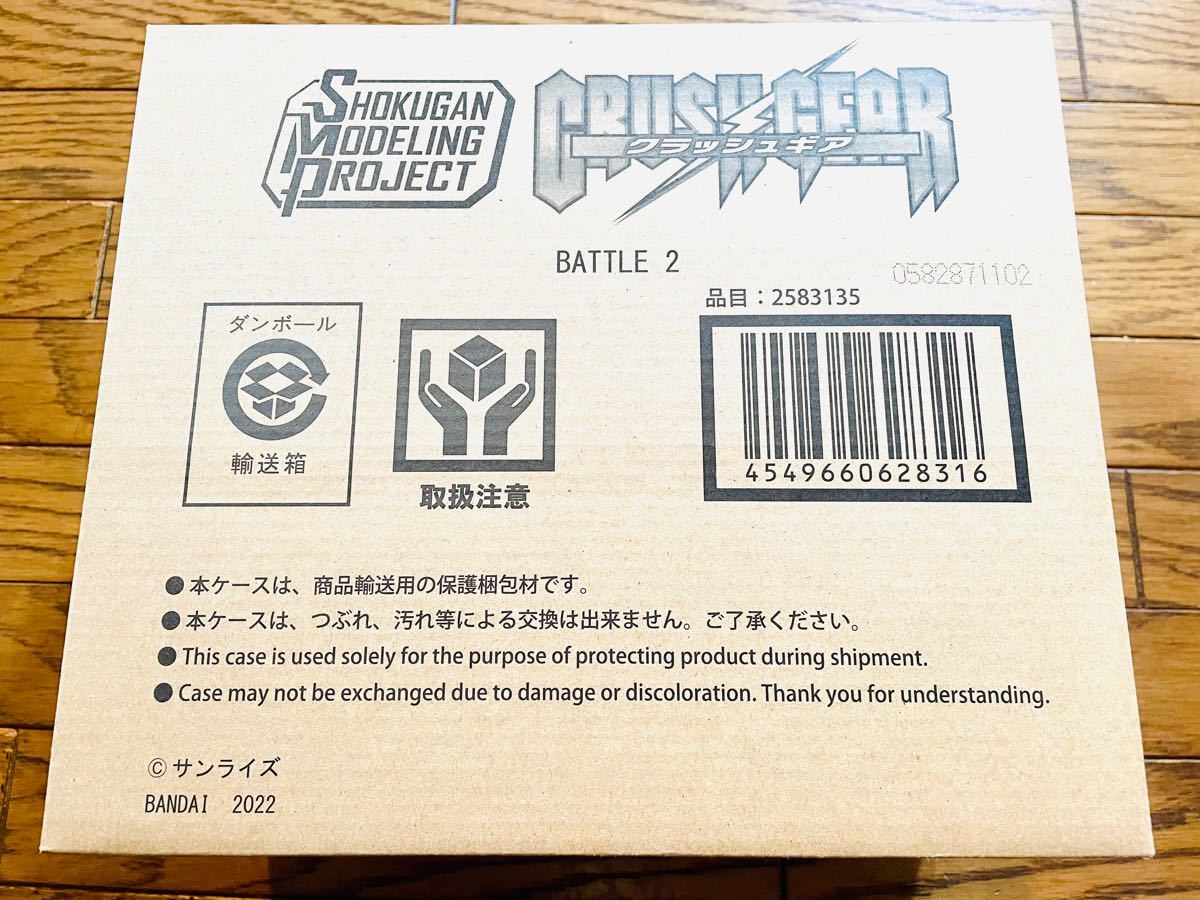 SHOKUGAN
MODELING
PROJECT
CRUSH GEAR
クラッシュギア
BATTLE 2
0582871102
品目：2583135
ダンボール
輸送箱
取扱注意
4549660628316
● 本ケースは、商品輸送用の保護梱包材です。
● 本ケースは、つぶれ、汚れ等による交換は出来ません。ご了承ください。
● This case is used solely for the purpose of protecting product during shipment.
● Case may not be exchanged due to damage or discoloration. Thank you for understanding.
© サンライズ
BANDAI 2022